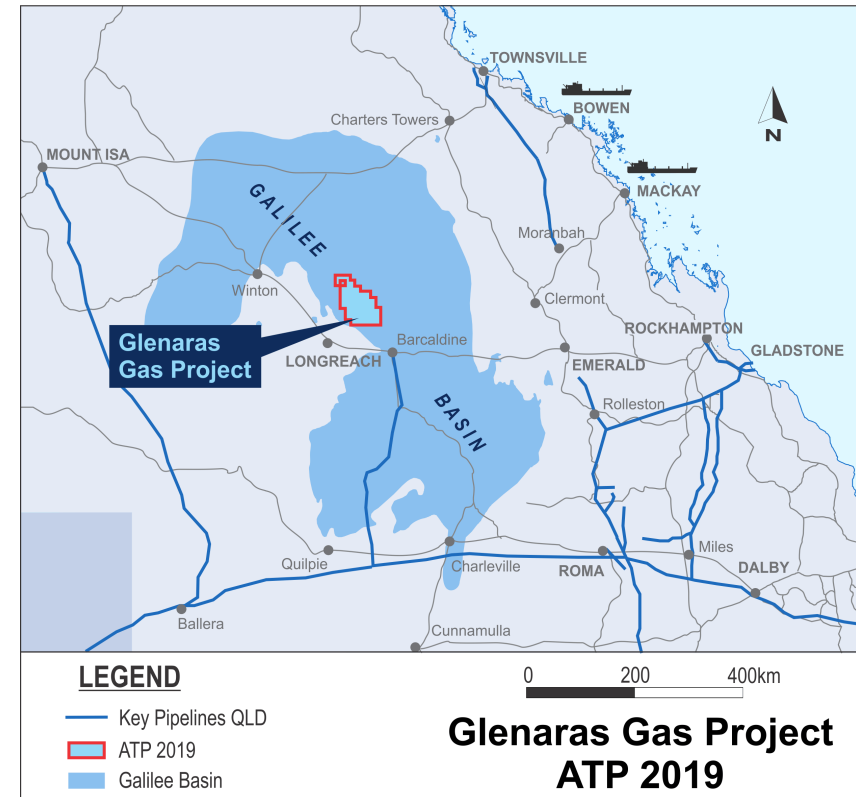 TOWNSVILLE
BOWEN
Charters Towers
N
MOUNT ISA
MACKAY
GALILEE
Moranbah
Winton
Clermont
ROCKHAMPTON
Glenaras
Gas Project
Barcaldine
GLADSTONE
LONGREACH
EMERALD
BASIN
Rolleston
Miles
Quilpie
Charleville
ROMA
DALBY
Ballera
Cunnamulla
LEGEND
Key Pipelines QLD
ATP 2019
Galilee Basin
0 200 400km
Glenaras Gas Project
ATP 2019